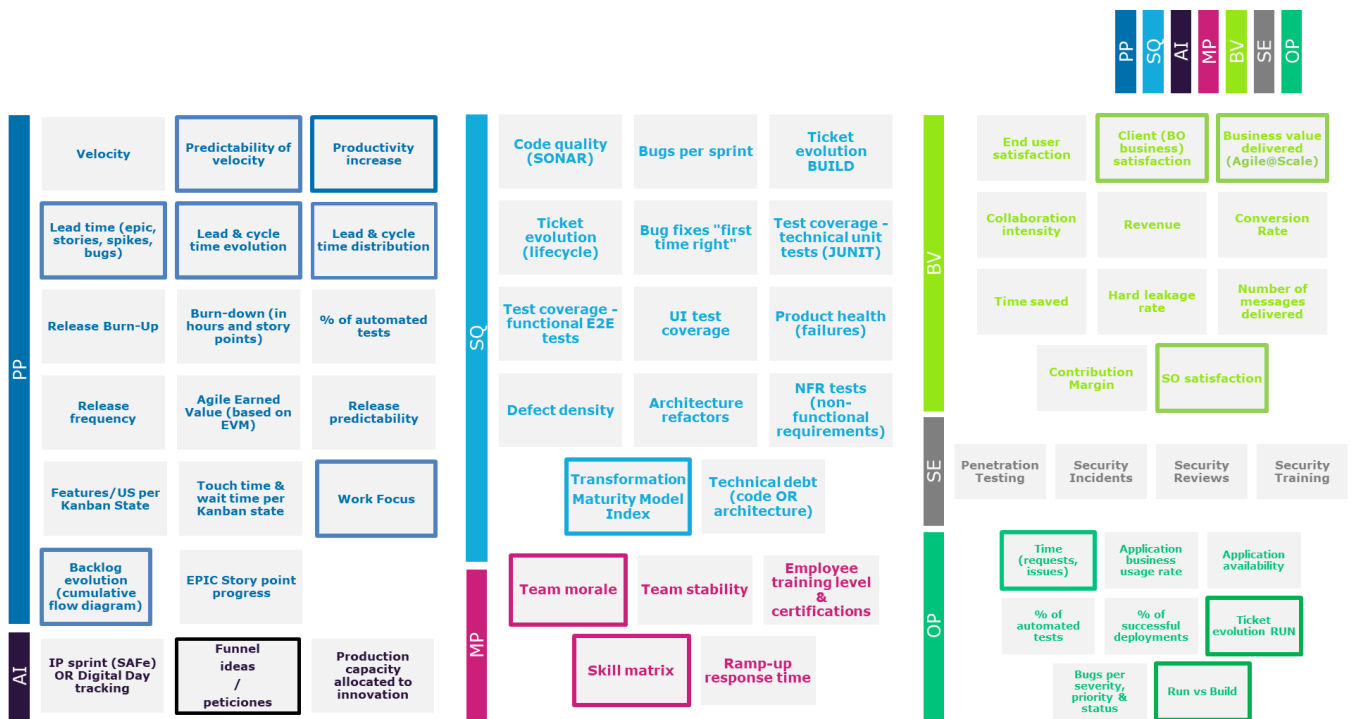 PP
SQ
AI
MP
BV
SE
OP
PP
Velocity
Predictability of
velocity
Productivity
increase
Lead time (epic,
stories, spikes,
bugs)
Lead & cycle
time evolution
Lead & cycle
time distribution
Release Burn-Up
Burn-down (in
hours and story
points)
% of automated
tests
Release
frequency
Agile Earned
Value (based on
EVM)
Release
predictability
Features/US per
Kanban State
Touch time &
wait time per
Kanban state
Work Focus
Backlog
evolution
(cumulative
flow diagram)
EPIC Story point
progress
AI
IP sprint (SAFe)
OR Digital Day
tracking
Funnel
ideas
/
peticiones
Production
capacity
allocated to
innovation
SQ
Code quality
(SONAR)
Bugs per sprint
Ticket
evolution
BUILD
Ticket
evolution
(lifecycle)
Bug fixes "first
time right"
Test coverage -
technical unit
tests (JUNIT)
Test coverage -
functional E2E
tests
UI test
coverage
Product health
(failures)
Defect density
Architecture
refactors
NFR tests
(non-
functional
requirements)
Transformation
Maturity Model
Index
Technical debt
(code OR
architecture)
MP
Team morale
Team stability
Employee
training level
&
certifications
Skill matrix
Ramp-up
response time
BV
End user
satisfaction
Client (BO
business)
satisfaction
Business value
delivered
(Agile@Scale)
Collaboration
intensity
Revenue
Conversion
Rate
Time saved
Hard leakage
rate
Number of
messages
delivered
Contribution
Margin
SO satisfaction
SE
Penetration
Testing
Security
Incidents
Security
Reviews
Security
Training
OP
Time
(requests,
issues)
Application
business
usage rate
Application
availability
% of
automated
tests
% of
successful
deployments
Ticket
evolution RUN
Bugs per
severity,
priority &
status
Run vs Build